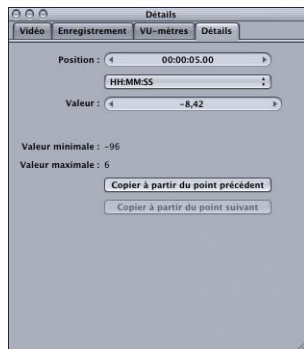 Détails
Vidéo Enregistrement VU-mètres Détails
Position : 00:00:05.00
HH:MM:SS
Valeur : -8,42
Valeur minimale : -96
Valeur maximale : 6
Copier à partir du point précédent
Copier à partir du point suivant